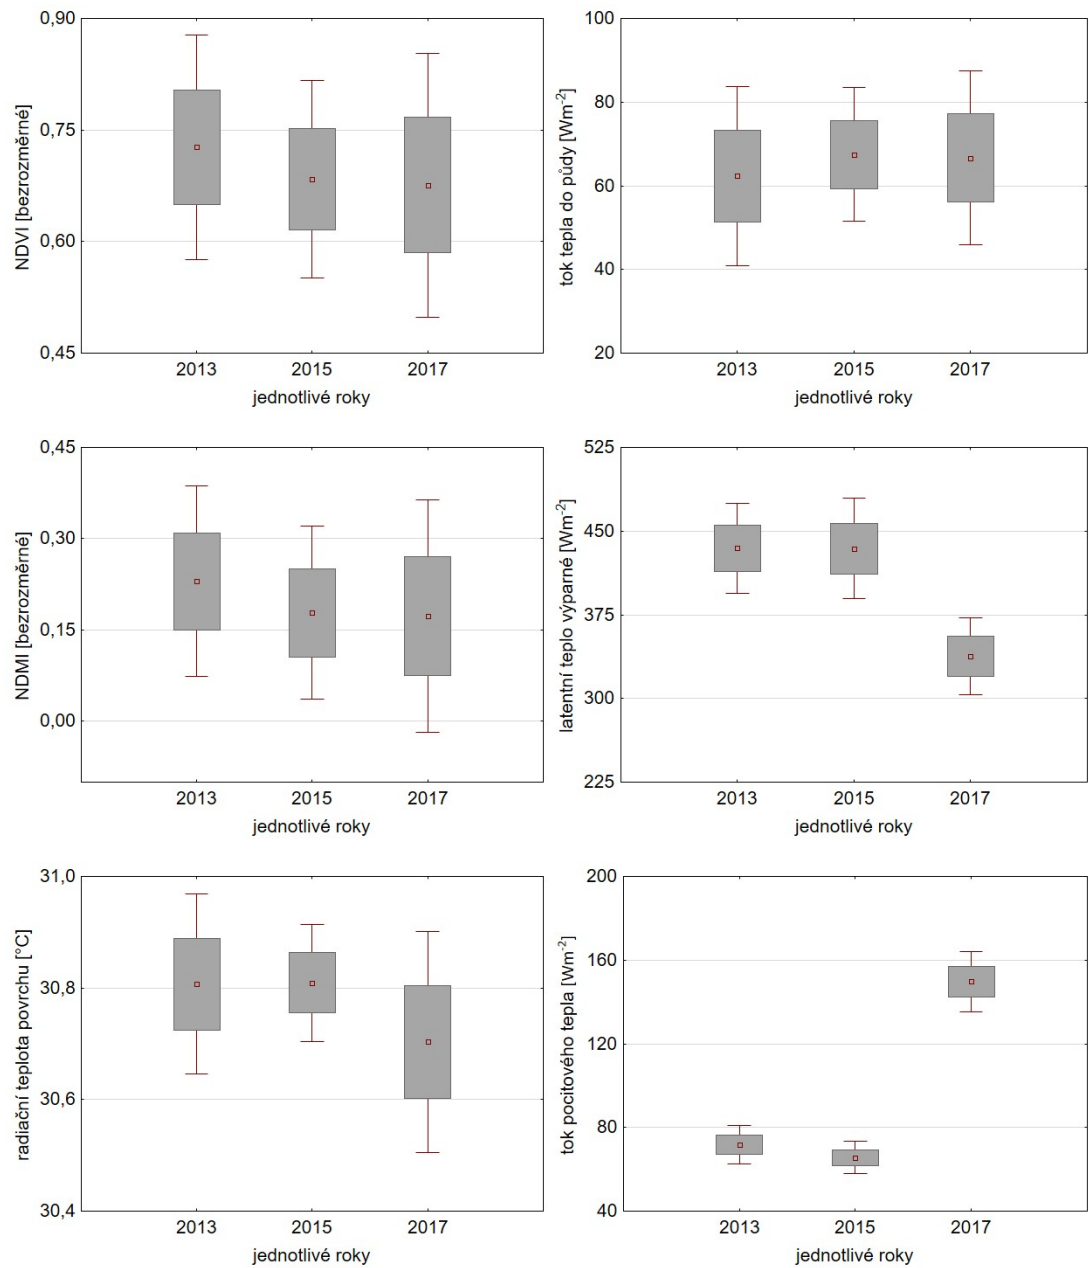 NDVI [bezrozměrné]
0,90
0,75
0,60
0,45
2013 2015 2017
jednotlivé roky
tok tepla do půdy [Wm-2]
100
80
60
40
20
2013 2015 2017
jednotlivé roky
NDMI [bezrozměrné]
0,45
0,30
0,15
0,00
2013 2015 2017
jednotlivé roky
latentní teplo výparné [Wm-2]
525
450
375
300
225
2013 2015 2017
jednotlivé roky
radiační teplota povrchu [°C]
31,0
30,8
30,6
30,4
2013 2015 2017
jednotlivé roky
tok pocitového tepla [Wm-2]
200
160
120
80
40
2013 2015 2017
jednotlivé roky